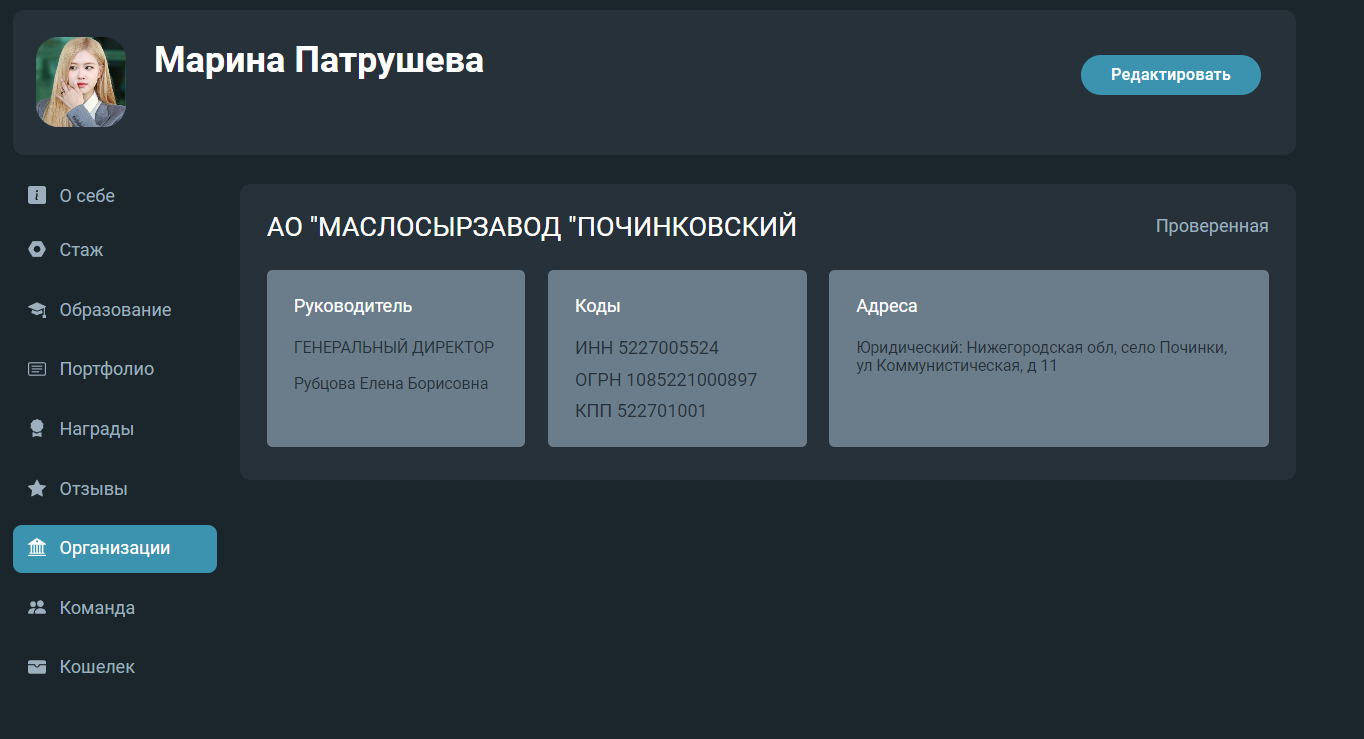 Марина Патрушева
Редактировать
О себе
Стаж
Образование
Портфолио
Награды
Отзывы
Организации
Команда
Кошелек
АО "МАСЛОСЫРЗАВОД "ПОЧИНКОВСКИЙ
Проверенная
Руководитель
ГЕНЕРАЛЬНЫЙ ДИРЕКТОР
Рубцова Елена Борисовна
Коды
ИНН 5227005524
ОГРН 1085221000897
КПП 522701001
Адреса
Юридический: Нижегородская обл, село Починки,
ул Коммунистическая, д 11